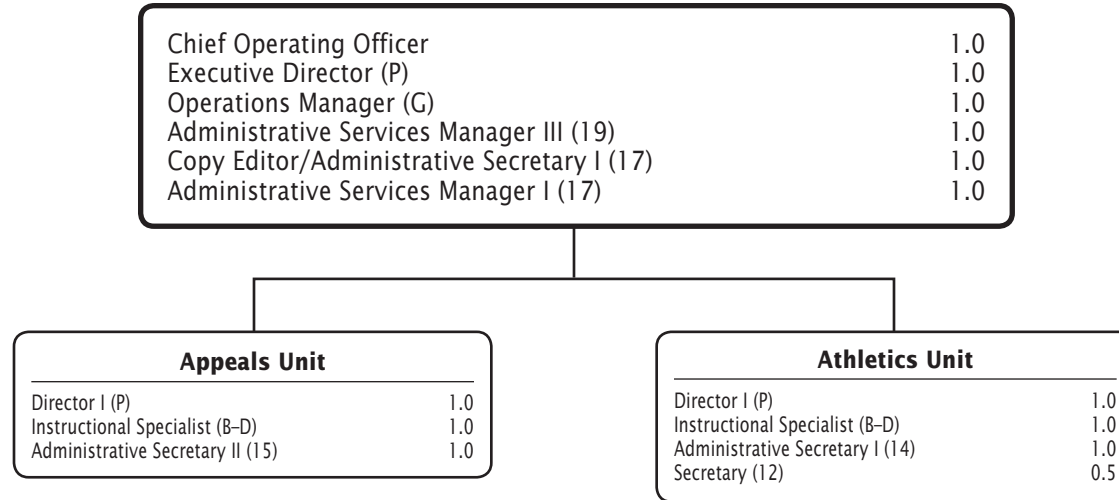 Chief Operating Officer 1.0
Executive Director (P) 1.0
Operations Manager (G) 1.0
Administrative Services Manager III (19) 1.0
Copy Editor/Administrative Secretary I (17) 1.0
Administrative Services Manager I (17) 1.0
Appeals Unit
Director I (P) 1.0
Instructional Specialist (B–D) 1.0
Administrative Secretary II (15) 1.0
Athletics Unit
Director I (P) 1.0
Instructional Specialist (B–D) 1.0
Administrative Secretary I (14) 1.0
Secretary (12) 0.5